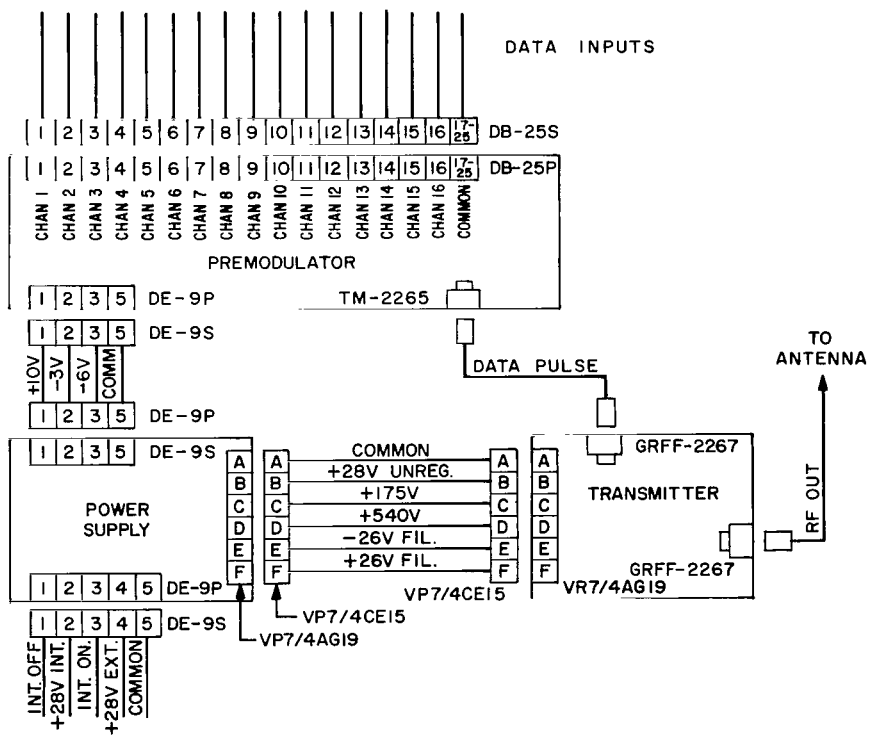 DATA INPUTS
1 2 3 4 5 6 7 8 9 10 11 12 13 14 15 16 17-25 DB-25S
1 2 3 4 5 6 7 8 9 10 11 12 13 14 15 16 17-25 DB-25P
CHAN 1
CHAN 2
CHAN 3
CHAN 4
CHAN 5
CHAN 6
CHAN 7
CHAN 8
CHAN 9
CHAN 10
CHAN 11
CHAN 12
CHAN 13
CHAN 14
CHAN 15
CHAN 16
COMMON
PREMODULATOR
1 2 3 5 DE-9P
TM-2265
1 2 3 5 DE-9S
+10V
-3V
-6V
COMM
DATA PULSE
TO
ANTENNA
1 2 3 5 DE-9P
1 2 3 5 DE-9S
GRFF-2267
POWER
SUPPLY
A
B
C
D
E
F
A
B
C
D
E
F
COMMON
+28V UNREG.
+175V
+540V
-26V FIL.
+26V FIL.
A
B
C
D
E
F
A
B
C
D
E
F
TRANSMITTER
RF OUT
GRFF-2267
1 2 3 4 5 DE-9P
VP7/4CE15
VR7/4AG19
VP7/4CE15
1 2 3 4 5 DE-9S
VP7/4AG19
INT. OFF
+28V INT.
INT. ON.
+28V EXT.
COMMON